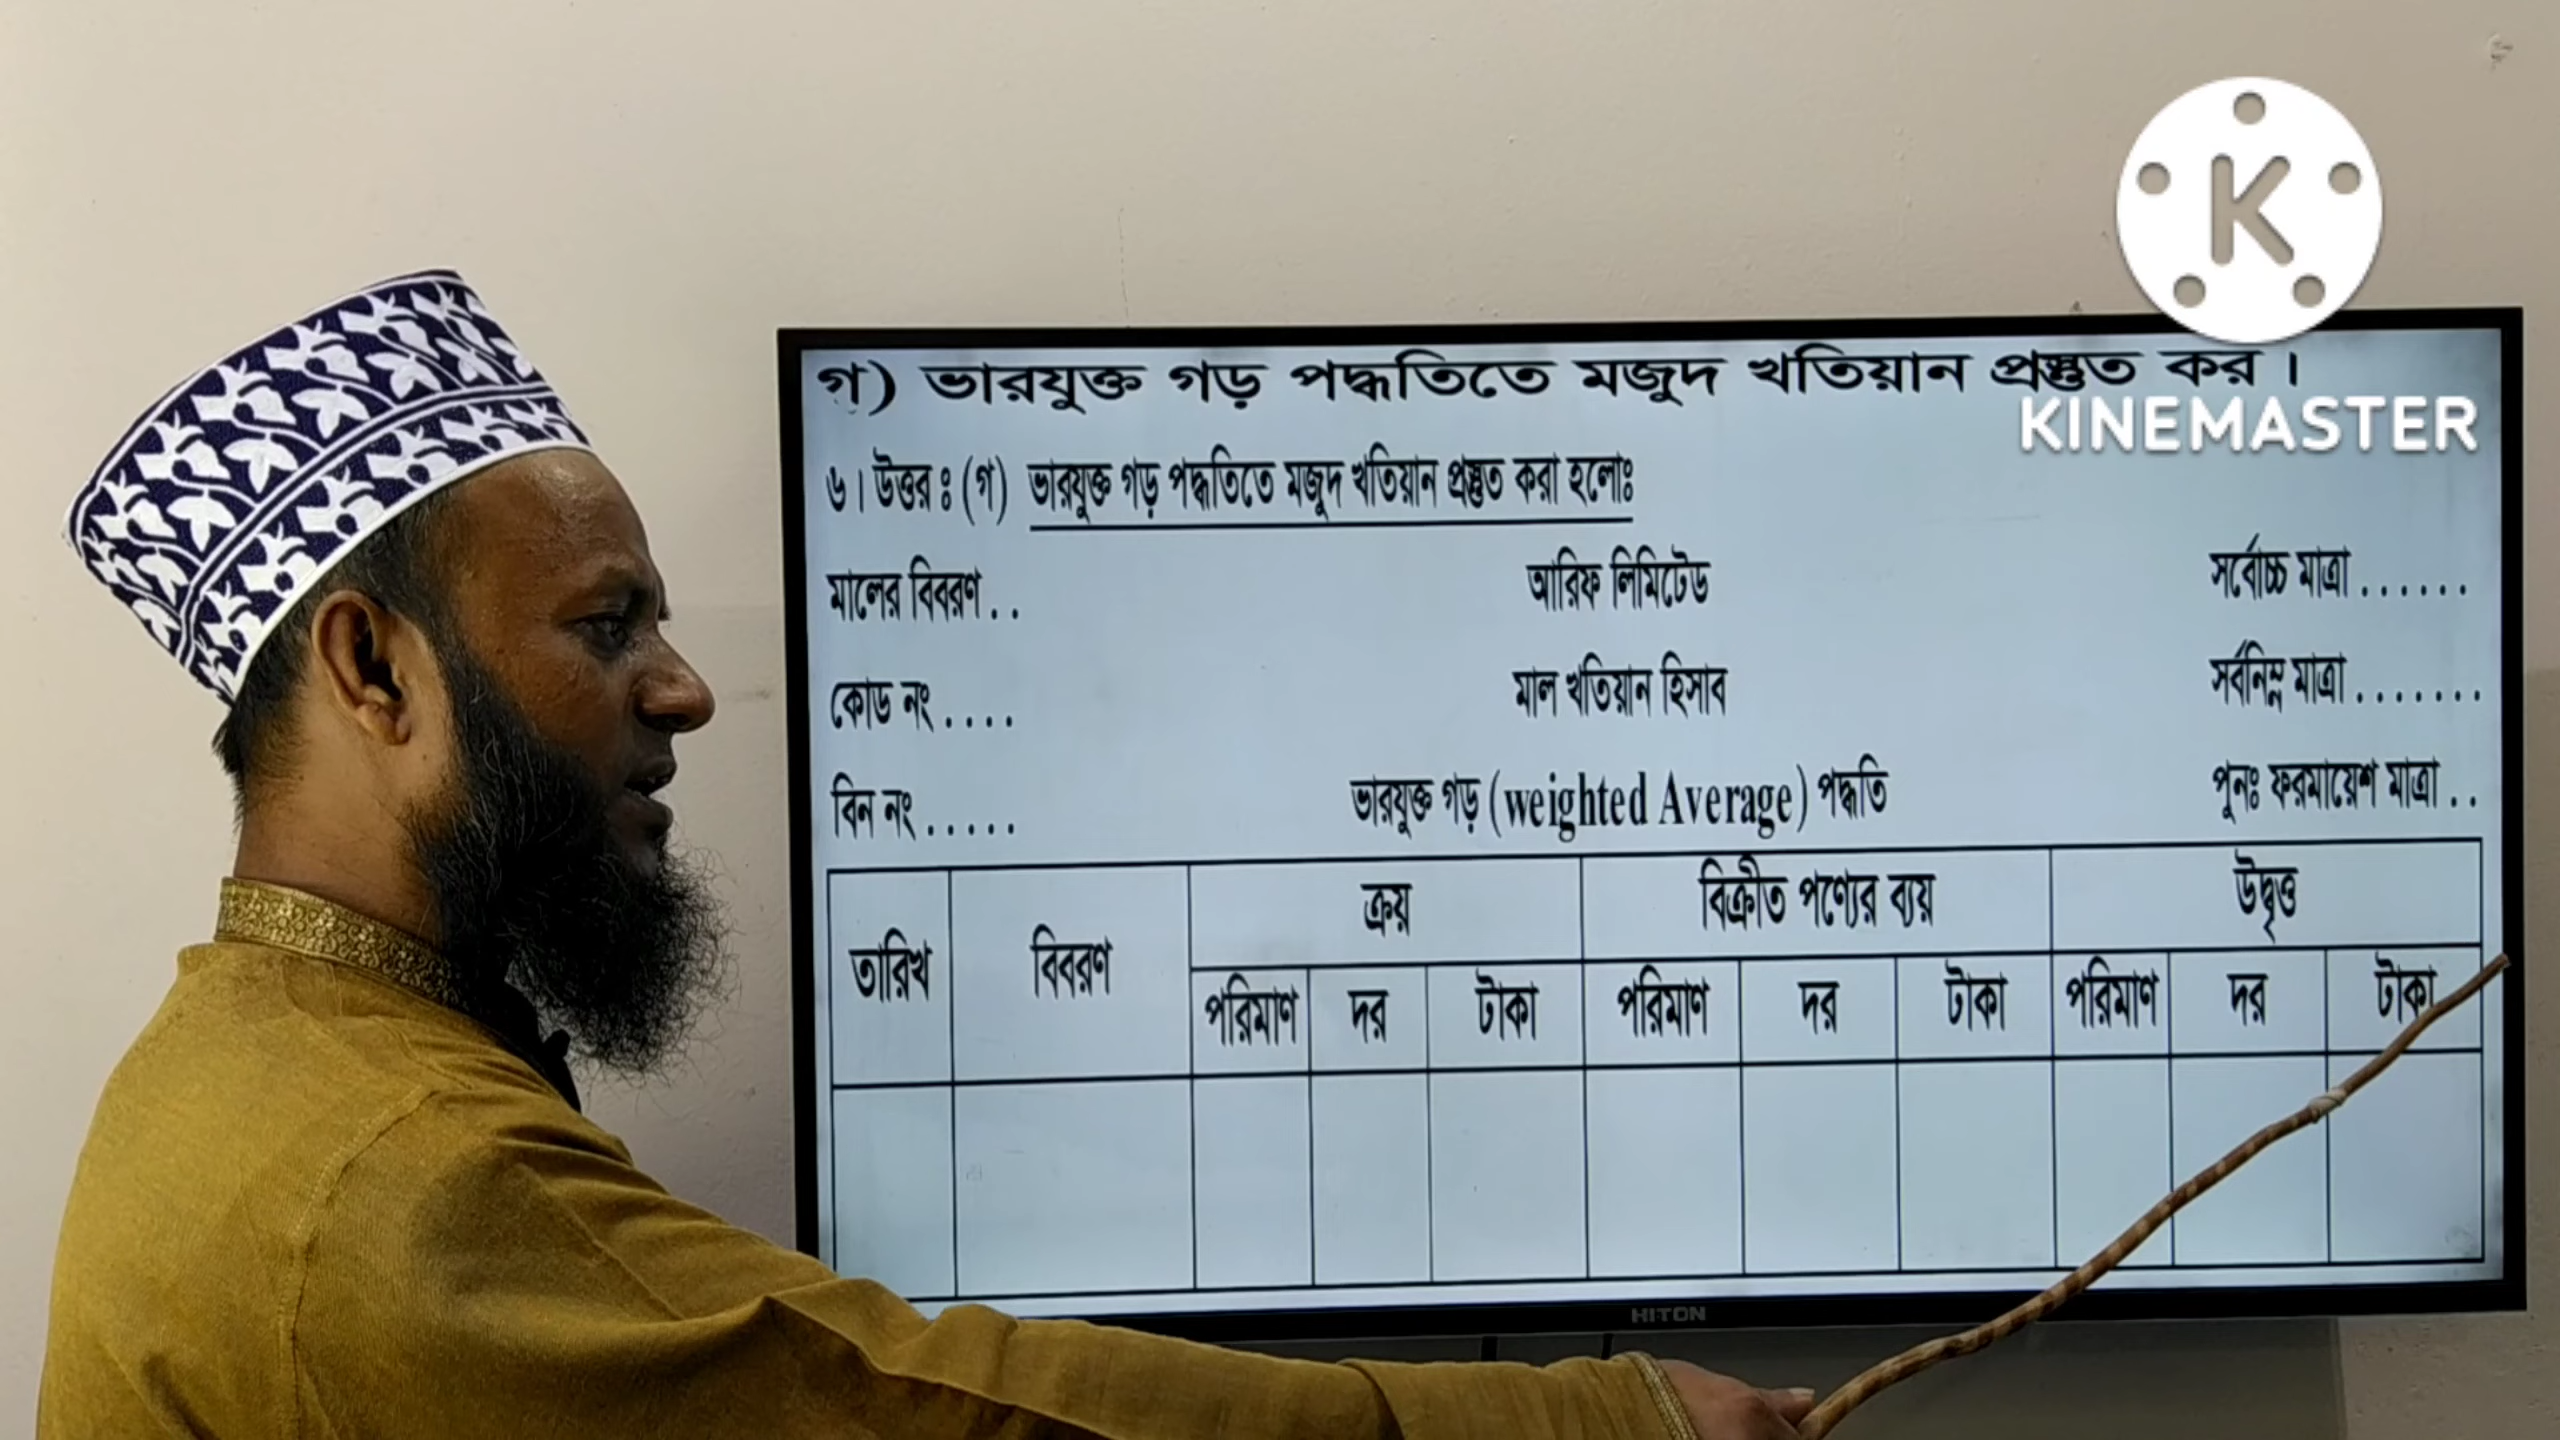 K
KINEMASTER
গ) ভারযুক্ত গড় পদ্ধতিতে মজুদ খতিয়ান প্রস্তুত কর।
৬। উত্তর ঃ (গ) ভারযুক্ত গড় পদ্ধতিতে মজুদ খতিয়ান প্রস্তুত করা হলোঃ
মালের বিবরণ . . আরিফ লিমিটেড সর্বোচ্চ মাত্রা . . . . . .
কোড নং . . . . মাল খতিয়ান হিসাব সর্বনিম্ন মাত্রা . . . . . . .
বিন নং . . . . . ভারযুক্ত গড় (weighted Average) পদ্ধতি পুনঃ ফরমায়েশ মাত্রা . .
তারিখ বিবরণ ক্রয় বিক্রীত পণ্যের ব্যয় উদ্বৃত্ত
পরিমাণ দর টাকা পরিমাণ দর টাকা পরিমাণ দর টাকা
HITON